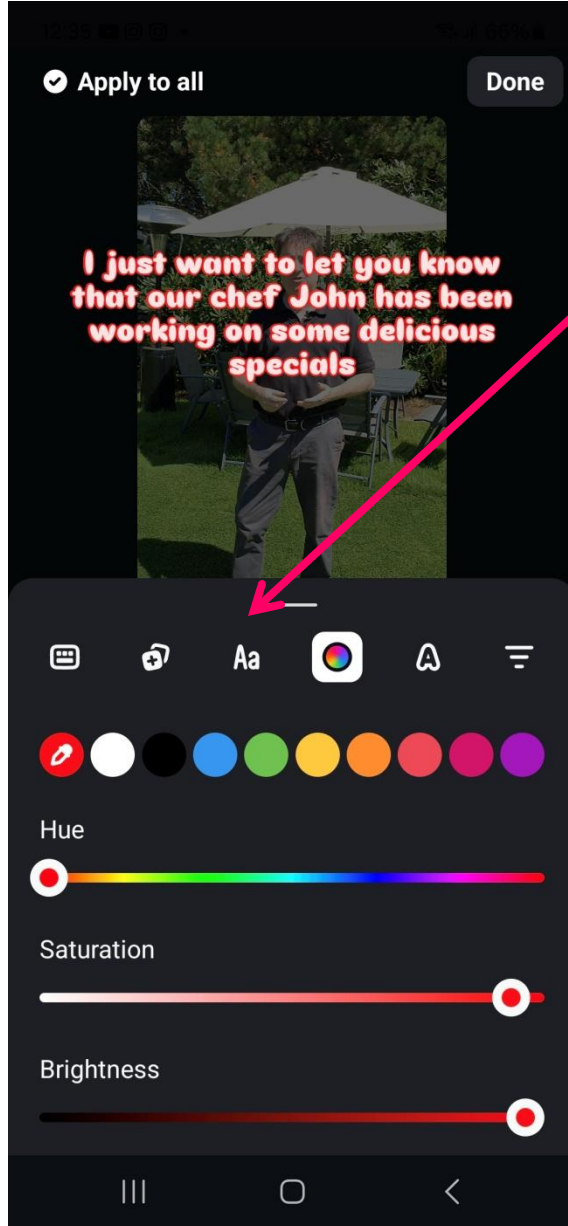 Apply to all
Done
I just want to let you know
that our chef John has been
working on some delicious
specials
Aa
A
Hue
Saturation
Brightness